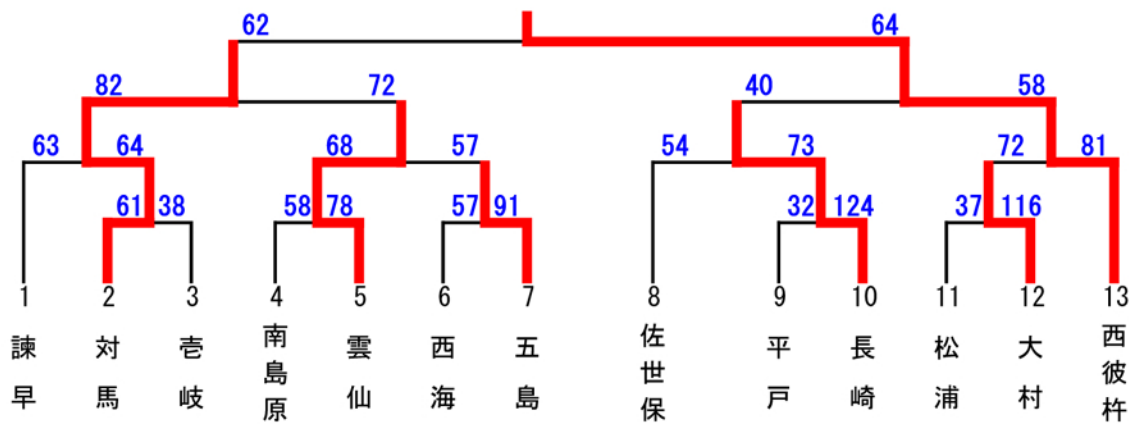 62 64
82 72 40 58
63 64 68 57 54 73 72 81
61 38 58 78 57 91 32 124 37 116
1 2 3 4 5 6 7 8 9 10 11 12 13
諫早
対馬
壱岐
南島原
雲仙
西海
五島
佐世保
平戸
長崎
松浦
大村
西彼杵